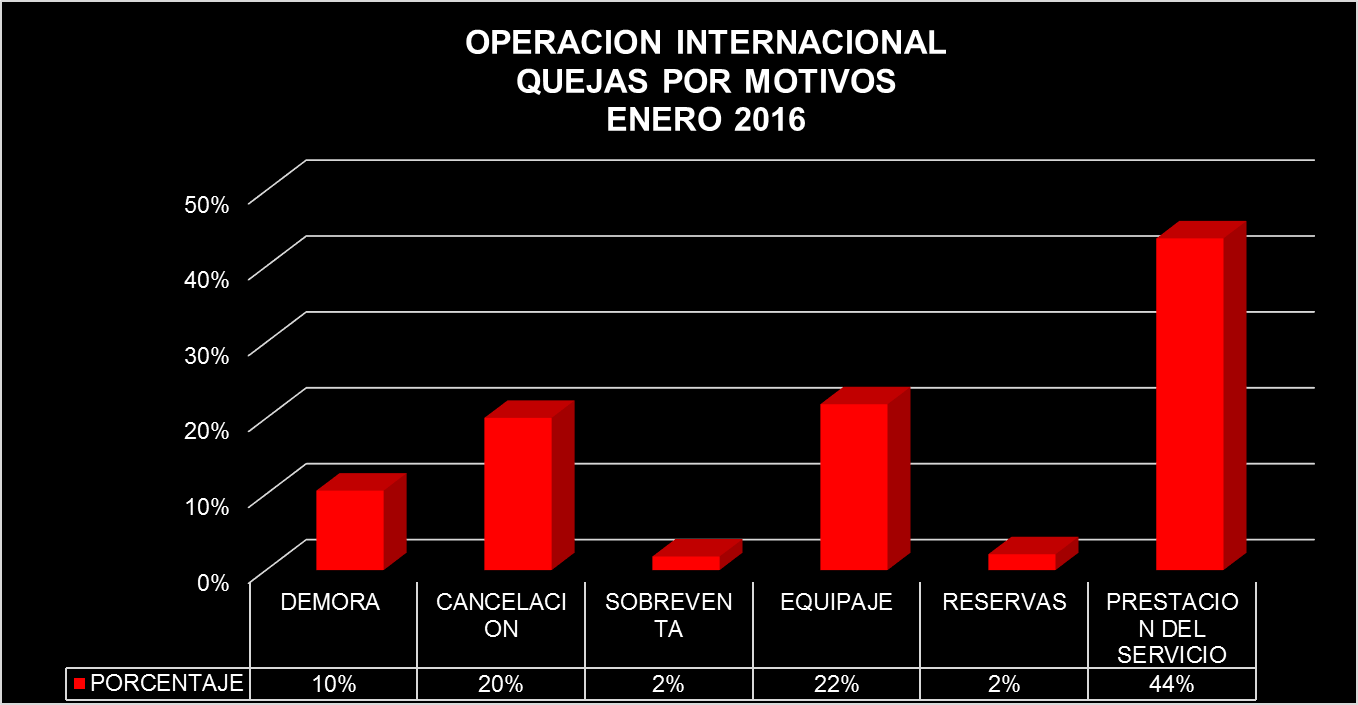 OPERACION INTERNACIONAL
QUEJAS POR MOTIVOS
ENERO 2016
50%
40%
30%
20%
10%
0%
DEMORA
CANCELACI
ON
SOBREVEN
TA
EQUIPAJE
RESERVAS
PRESTACIO
N DEL
SERVICIO
PORCENTAJE 10% 20% 2% 22% 2% 44%